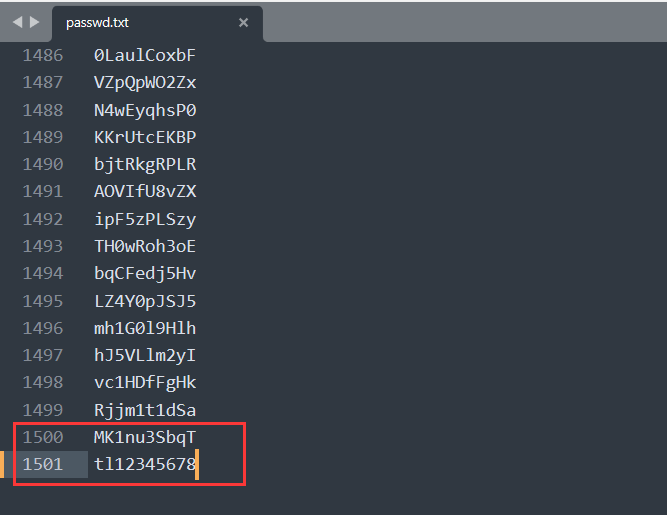 passwd.txt
1486 0LaulCoxbF
1487 VZpQpWO2Zx
1488 N4wEyqhsP0
1489 KKrUtcEKBP
1490 bjtRkgRPLR
1491 AOVIfU8vZX
1492 ipF5zPLSzy
1493 TH0wRoh3oE
1494 bqCFedj5Hv
1495 LZ4Y0pJSJ5
1496 mh1G0l9Hlh
1497 hJ5VLlm2yI
1498 vc1HDfFgHk
1499 Rjjm1t1dSa
1500 MK1nu3SbqT
1501 tl12345678